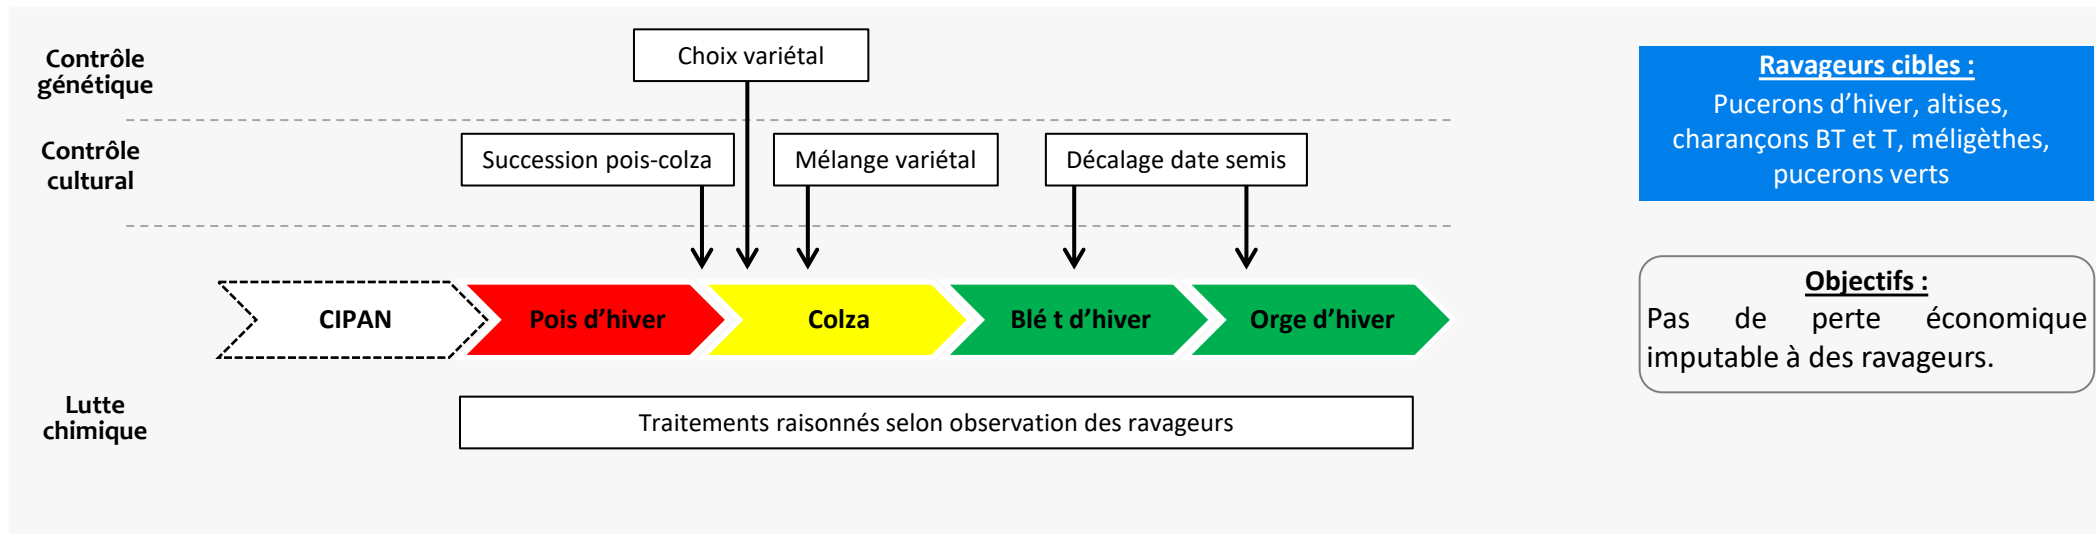 Contrôle
génétique
Choix variétal
Contrôle
cultural
Succession pois-colza
Mélange variétal
Décalage date semis
CIPAN
Pois d’hiver
Colza
Blé t d’hiver
Orge d’hiver
Lutte
chimique
Traitements raisonnés selon observation des ravageurs
Ravageurs cibles :
Pucerons d’hiver, altises,
charançons BT et T, méligèthes,
pucerons verts
Objectifs :
Pas de perte économique
imputable à des ravageurs.